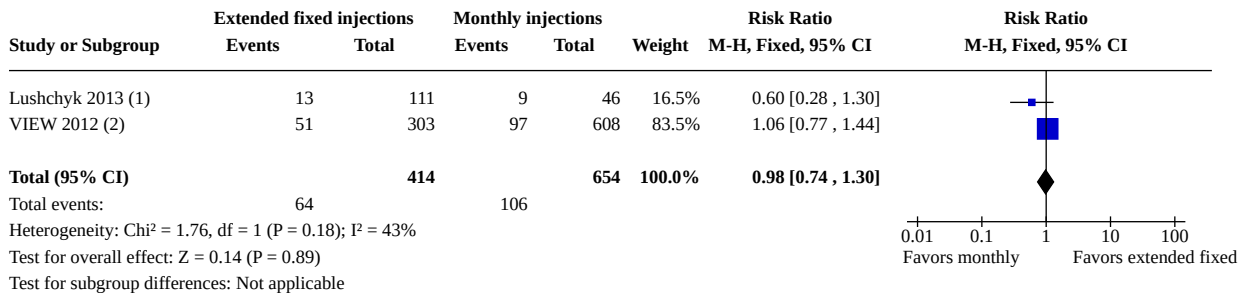 Extended fixed injections Monthly injections Risk Ratio Risk Ratio
Study or Subgroup Events Total Events Total Weight M-H, Fixed, 95% CI M-H, Fixed, 95% CI
Lushchyk 2013 (1) 13 111 9 46 16.5% 0.60 [0.28 , 1.30]
VIEW 2012 (2) 51 303 97 608 83.5% 1.06 [0.77 , 1.44]
Total (95% CI) 414 654 100.0% 0.98 [0.74 , 1.30]
Total events: 64 106
Heterogeneity: Chi² = 1.76, df = 1 (P = 0.18); I² = 43%
0.01 0.1 1 10 100
Test for overall effect: Z = 0.14 (P = 0.89)
Favors monthly Favors extended fixed
Test for subgroup differences: Not applicable